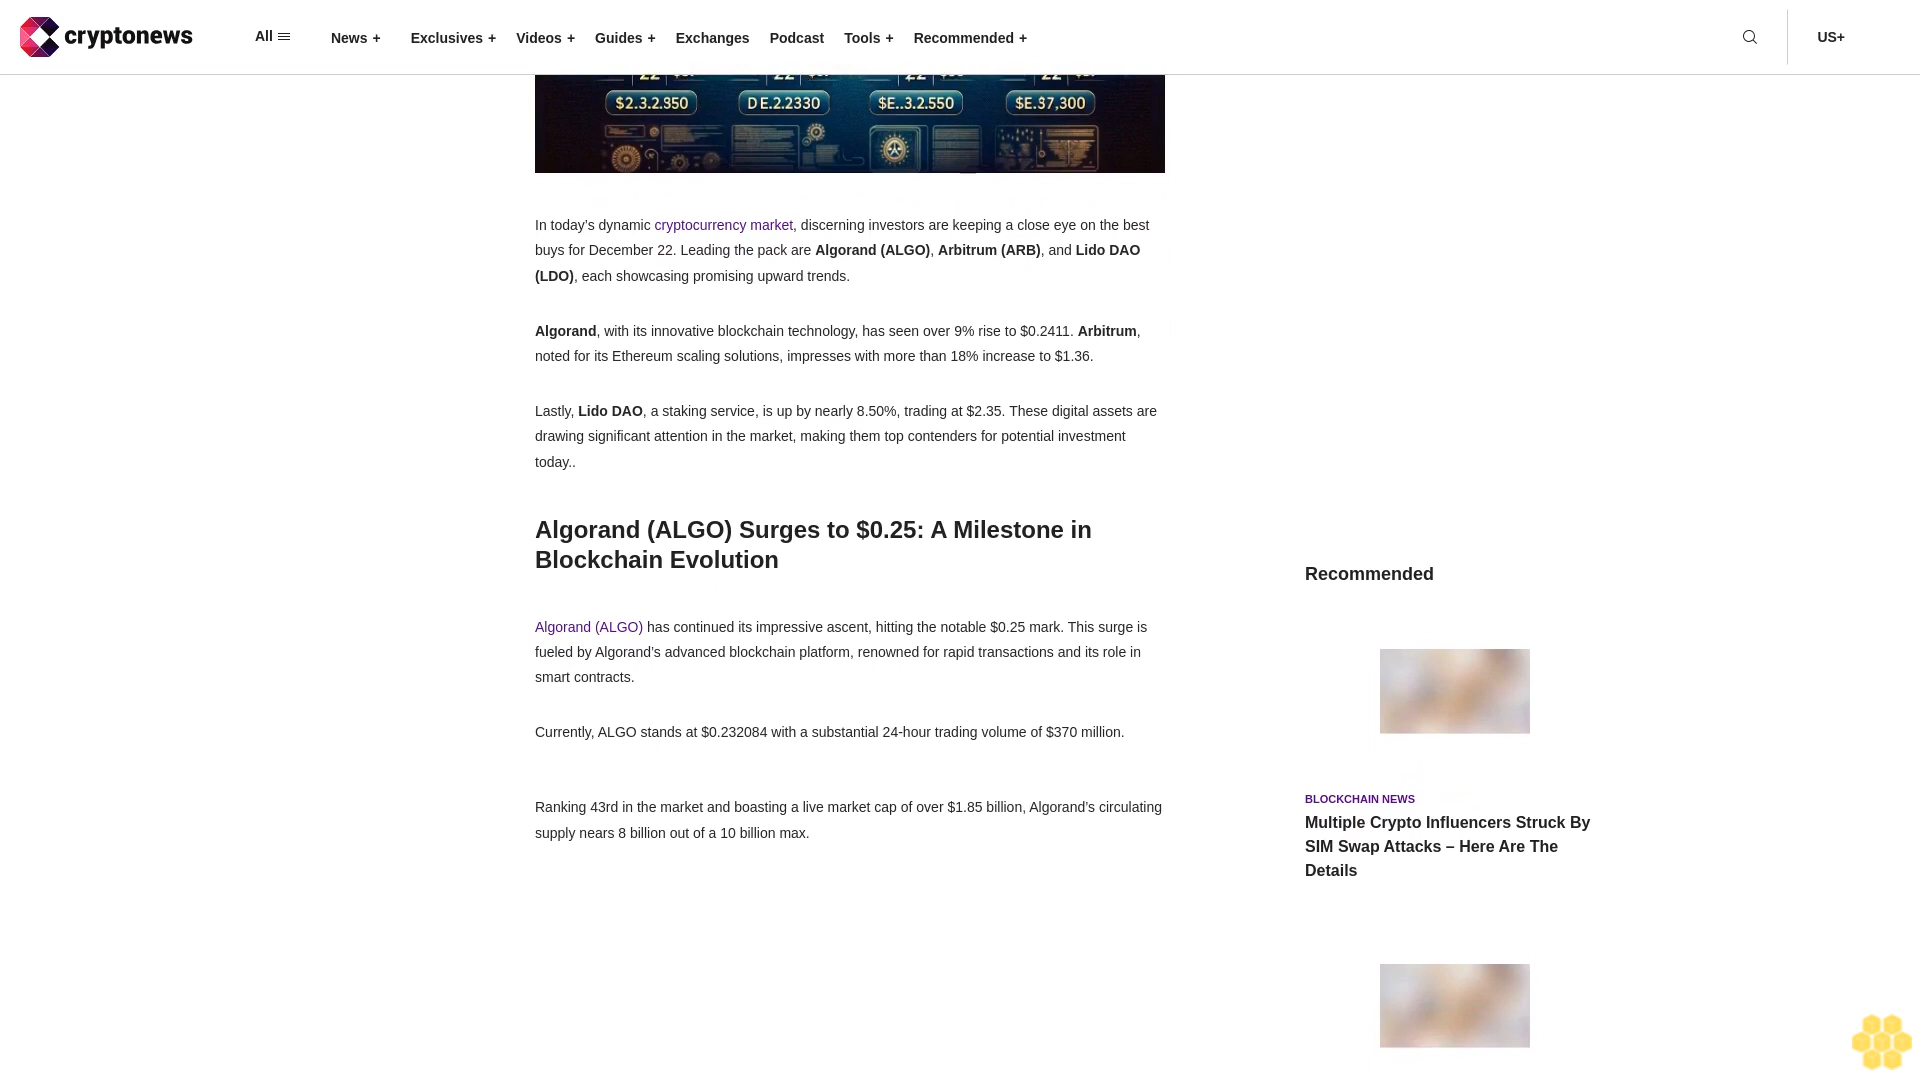 cryptonews
All
News +
Exclusives +
Videos +
Guides +
Exchanges
Podcast
Tools +
Recommended +
US+
$2.3.2.350
DE.2.2330
$E..3.2.550
$E.37,300
In today’s dynamic cryptocurrency market, discerning investors are keeping a close eye on the best
buys for December 22. Leading the pack are Algorand (ALGO), Arbitrum (ARB), and Lido DAO
(LDO), each showcasing promising upward trends.
Algorand, with its innovative blockchain technology, has seen over 9% rise to $0.2411. Arbitrum,
noted for its Ethereum scaling solutions, impresses with more than 18% increase to $1.36.
Lastly, Lido DAO, a staking service, is up by nearly 8.50%, trading at $2.35. These digital assets are
drawing significant attention in the market, making them top contenders for potential investment
today..
Algorand (ALGO) Surges to $0.25: A Milestone in
Blockchain Evolution
Algorand (ALGO) has continued its impressive ascent, hitting the notable $0.25 mark. This surge is
fueled by Algorand’s advanced blockchain platform, renowned for rapid transactions and its role in
smart contracts.
Currently, ALGO stands at $0.232084 with a substantial 24-hour trading volume of $370 million.
Ranking 43rd in the market and boasting a live market cap of over $1.85 billion, Algorand’s circulating
supply nears 8 billion out of a 10 billion max.
Recommended
BLOCKCHAIN NEWS
Multiple Crypto Influencers Struck By
SIM Swap Attacks – Here Are The
Details